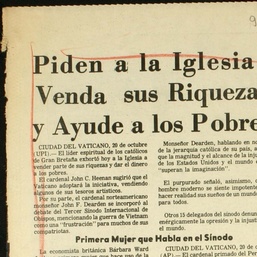 Piden a la Iglesia
Venda sus Riqueza
y Ayude a los Pobre
CIUDAD DEL VATICANO, 20 de octubre
(UPI).— El líder espiritual de los católicos
de Gran Bretaña exhortó hoy a la Iglesia a
vender parte de sus riquezas y dar el dinero
a los pobres.
El cardenal John C. Heenan sugirió que el
Vaticano adoptará la iniciativa, vendiendo
algunos de sus tesoros artísticos.
Por su parte, el cardenal norteamericano
John F. Dearden se incorporó al
debate del Tercer Sínodo Internacional de
Obispos, mencionando la guerra de Vietnam
como una "frustración" para muchos de sus
compatriotas.
Monseñor Dearden, hablando en no
de la jerarquía católica de su país, a
que la magnitud y el alcance de la inj
de los Estados Unidos y el mundo
"superan la imaginación".
El purpurado señaló, asimismo,
hombre moderno se siente impotente
hacer realidad sus sueños de un mundo
para todos.
Otros 15 delegados del sínodo denun
enérgicamente la opresión y la injust
el mundo.
Primera Mujer que Habla en el Sínodo
La economista británica Bárbara Ward
CIUDAD DEL VATICANO, 20 de o
(AP).— El cardenal primado del